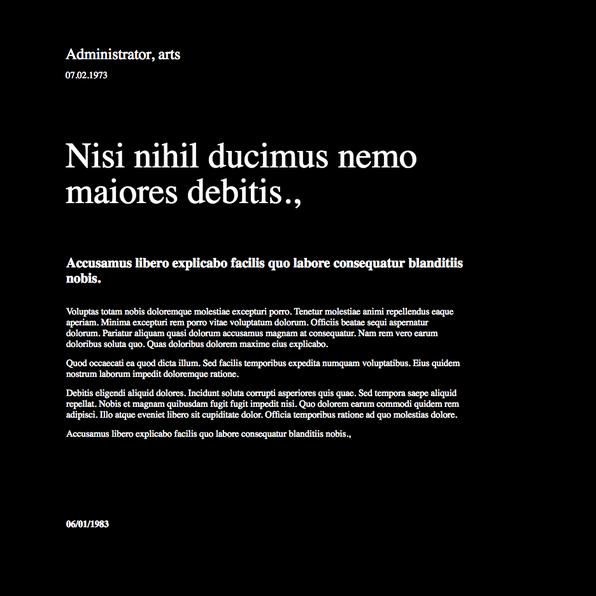 Administrator, arts
07.02.1973
Nisi nihil ducimus nemo
maiores debitis.,
Accusamus libero explicabo facilis quo labore consequatur blanditiis
nobis.
Voluptas totam nobis doloremque molestiae excepturi porro. Tenetur molestiae animi repellendus eaque
aperiam. Minima excepturi rem porro vitae voluptatum dolorum. Officiis beatae sequi aspernatur
dolorum. Pariatur aliquam quasi dolorum accusamus magnam at consequatur. Nam rem vero earum
doloribus soluta quo. Quas doloribus dolorem maxime eius explicabo.
Quod occaecati ea quod dicta illum. Sed facilis temporibus expedita numquam voluptatibus. Eius quidem
nostrum laborum impedit doloremque ratione.
Debitis eligendi aliquid dolores. Incidunt soluta corrupti asperiores quis quae. Sed tempora saepe aliquid
repellat. Nobis et magnam quibusdam fugit fugit impedit nisi. Quo dolorem earum commodi quidem rem
adipisci. Illo atque eveniet libero sit cupiditate dolor. Officia temporibus ratione ad quo molestias dolore.
Accusamus libero explicabo facilis quo labore consequatur blanditiis nobis.,
06/01/1983